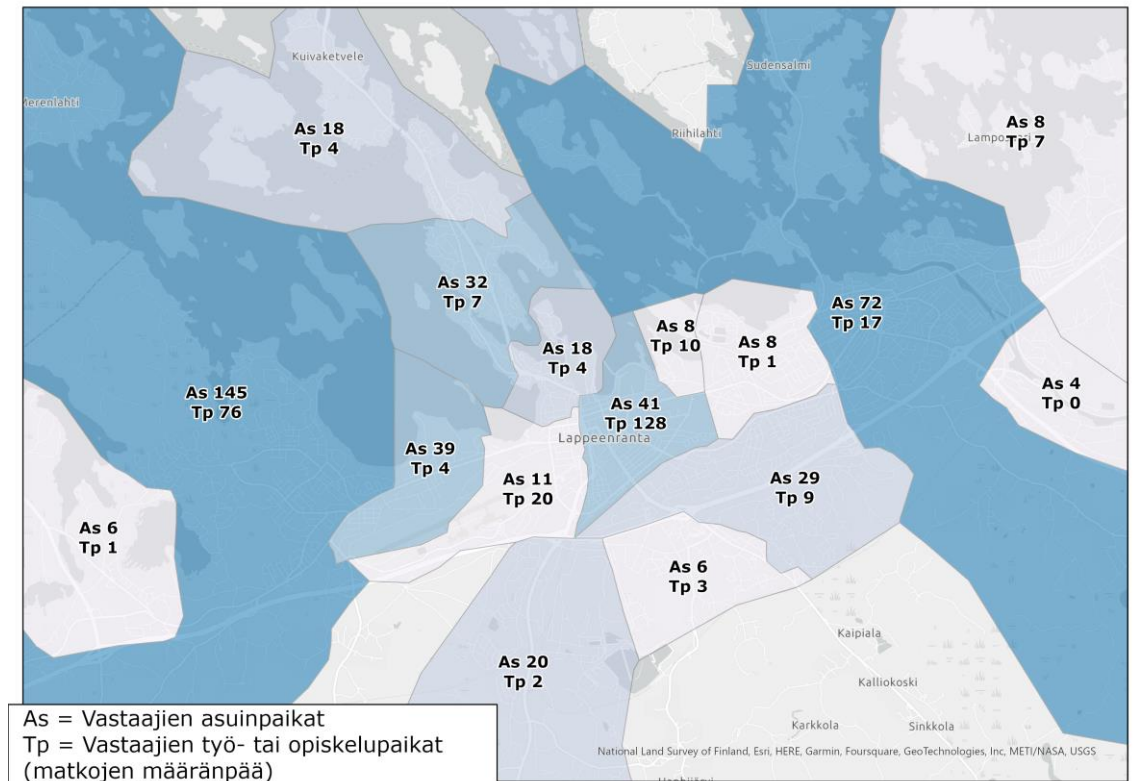 Kuivaketvele
Sudensalmi
Merenlahti
Riihilahti
As 18
Tp 4
As 8
Lamposaari
Tp 7
As 32
Tp 7
As 72
Tp 17
As 8
Tp 10
As 8
Tp 1
As 18
Tp 4
As 145
Tp 76
As 4
Tp 0
As 41
Tp 128
Lappeenranta
As 39
Tp 4
As 11
Tp 20
As 29
Tp 9
As 6
Tp 1
As 6
Tp 3
Kaipiala
As 20
Tp 2
Kalliokoski
Karkkola
Sinkkola
As = Vastaajien asuinpaikat
Tp = Vastaajien työ- tai opiskelupaikat
(matkojen määränpää)
National Land Survey of Finland, Esri, HERE, Garmin, Foursquare, GeoTechnologies, Inc, METI/NASA, USGS